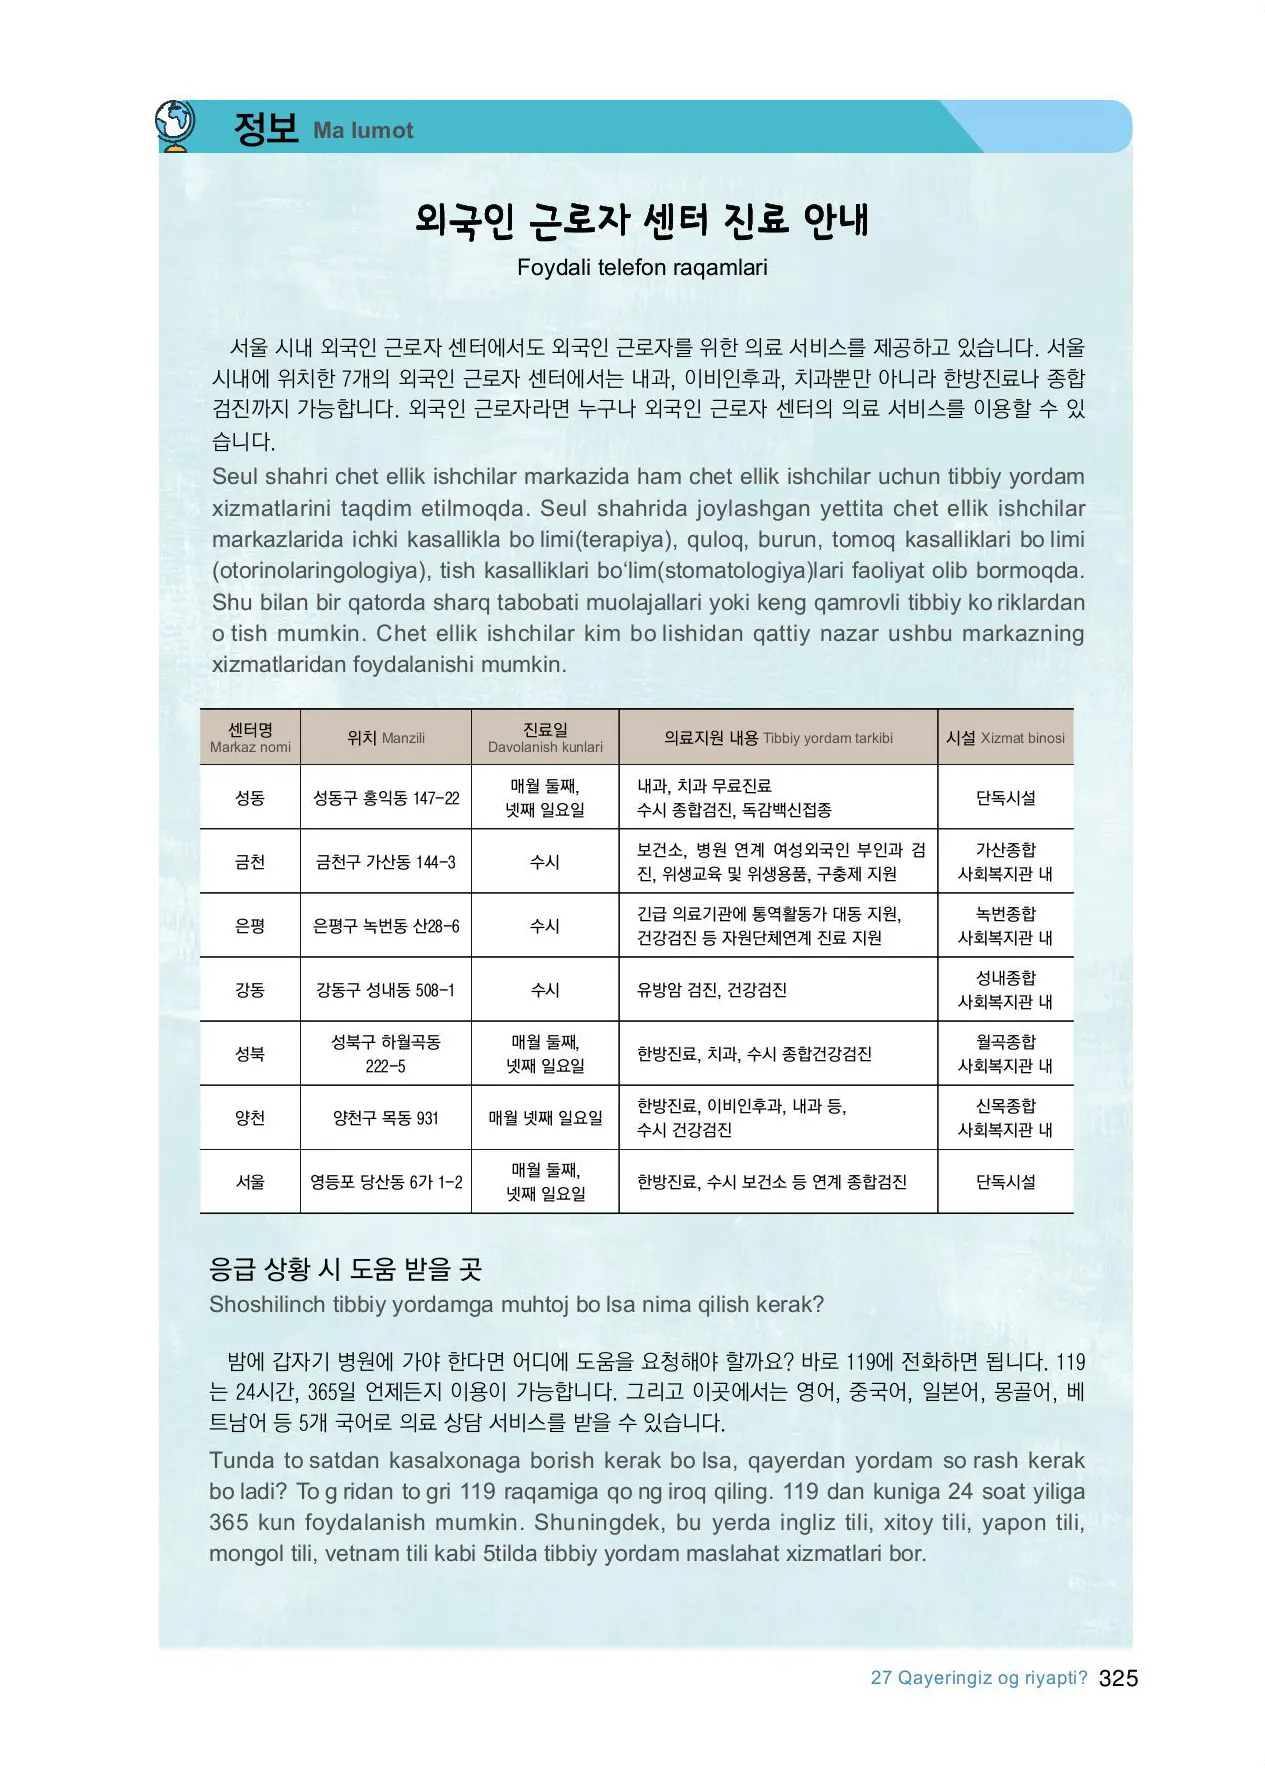 정보 Ma lumot
외국인 근로자 센터 진료 안내
Foydali telefon raqamlari
서울 시내 외국인 근로자 센터에서도 외국인 근로자를 위한 의료 서비스를 제공하고 있습니다. 서울
시내에 위치한 7개의 외국인 근로자 센터에서는 내과, 이비인후과, 치과뿐만 아니라 한방진료나 종합
검진까지 가능합니다. 외국인 근로자라면 누구나 외국인 근로자 센터의 의료 서비스를 이용할 수 있
습니다.
Seul shahri chet ellik ishchilar markazida ham chet ellik ishchilar uchun tibbiy yordam
xizmatlarini taqdim etilmoqda. Seul shahrida joylashgan yettita chet ellik ishchilar
markazlarida ichki kasallikla bo limi(terapiya), quloq, burun, tomoq kasalliklari bo limi
(otorinolaringologiya), tish kasalliklari bo‘lim(stomatologiya)lari faoliyat olib bormoqda.
Shu bilan bir qatorda sharq tabobati muolajallari yoki keng qamrovli tibbiy ko riklardan
o tish mumkin. Chet ellik ishchilar kim bo lishidan qattiy nazar ushbu markazning
xizmatlaridan foydalanishi mumkin.
센터명 위치 Manzili 진료일 의료지원 내용 Tibbiy yordam tarkibi 시설 Xizmat binosi
Markaz nomi Davolanish kunlari
성동 성동구 홍익동 147-22 매월 둘째, 내과, 치과 무료진료 단독시설
넷째 일요일 수시 종합검진, 독감백신접종
금천 금천구 가산동 144-3 수시 보건소, 병원 연계 여성외국인 부인과 검 가산종합
진, 위생교육 및 위생용품, 구충제 지원 사회복지관 내
은평 은평구 녹번동 산28-6 수시 긴급 의료기관에 통역활동가 대동 지원, 녹번종합
건강검진 등 자원단체연계 진료 지원 사회복지관 내
강동 강동구 성내동 508-1 수시 유방암 검진, 건강검진 성내종합
사회복지관 내
성북 성북구 하월곡동 매월 둘째, 한방진료, 치과, 수시 종합건강검진 월곡종합
222-5 넷째 일요일 사회복지관 내
양천 양천구 목동 931 매월 넷째 일요일 한방진료, 이비인후과, 내과 등, 신목종합
수시 건강검진 사회복지관 내
서울 영등포 당산동 6가 1-2 매월 둘째, 한방진료, 수시 보건소 등 연계 종합검진 단독시설
넷째 일요일
응급 상황 시 도움 받을 곳
Shoshilinch tibbiy yordamga muhtoj bo lsa nima qilish kerak?
밤에 갑자기 병원에 가야 한다면 어디에 도움을 요청해야 할까요? 바로 119에 전화하면 됩니다. 119
는 24시간, 365일 언제든지 이용이 가능합니다. 그리고 이곳에서는 영어, 중국어, 일본어, 몽골어, 베
트남어 등 5개 국어로 의료 상담 서비스를 받을 수 있습니다.
Tunda to satdan kasalxonaga borish kerak bo lsa, qayerdan yordam so rash kerak
bo ladi? To g ridan to gri 119 raqamiga qo ng iroq qiling. 119 dan kuniga 24 soat yiliga
365 kun foydalanish mumkin. Shuningdek, bu yerda ingliz tili, xitoy tili, yapon tili,
mongol tili, vetnam tili kabi 5tilda tibbiy yordam maslahat xizmatlari bor.
27 Qayeringiz og riyapti? 325